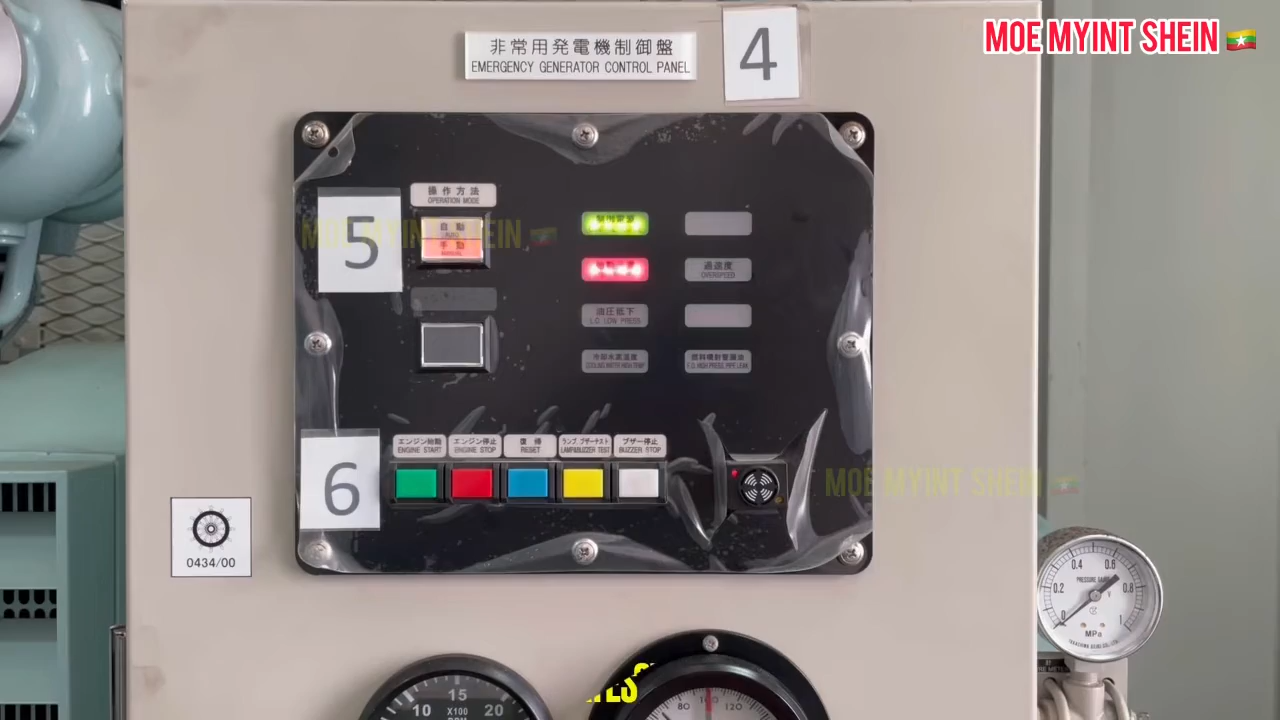 MOE MYINT SHEIN
非常用発電機制御盤
EMERGENCY GENERATOR CONTROL PANEL
4
操作方法
OPERATION MODE
5
自動
AUTO
手動
MANUAL
MOE MYINT SHEIN
過速度
OVERSPEED
油圧低下
L.O LOW PRESS
冷却水高温度
COOLING WATER HIGH TEMP
燃料噴射管漏油
F.O. HIGH PRESS. PIPE LEAK
6
エンジン始動
ENGINE START
エンジン停止
ENGINE STOP
復帰
RESET
ランプ、ブザーテスト
LAMP&BUZZER TEST
ブザー停止
BUZZER STOP
MOE MYINT SHEIN
0434/00
0 0.2 0.4 0.6 0.8 1
MPa
10 15 20
X100
80 100 120